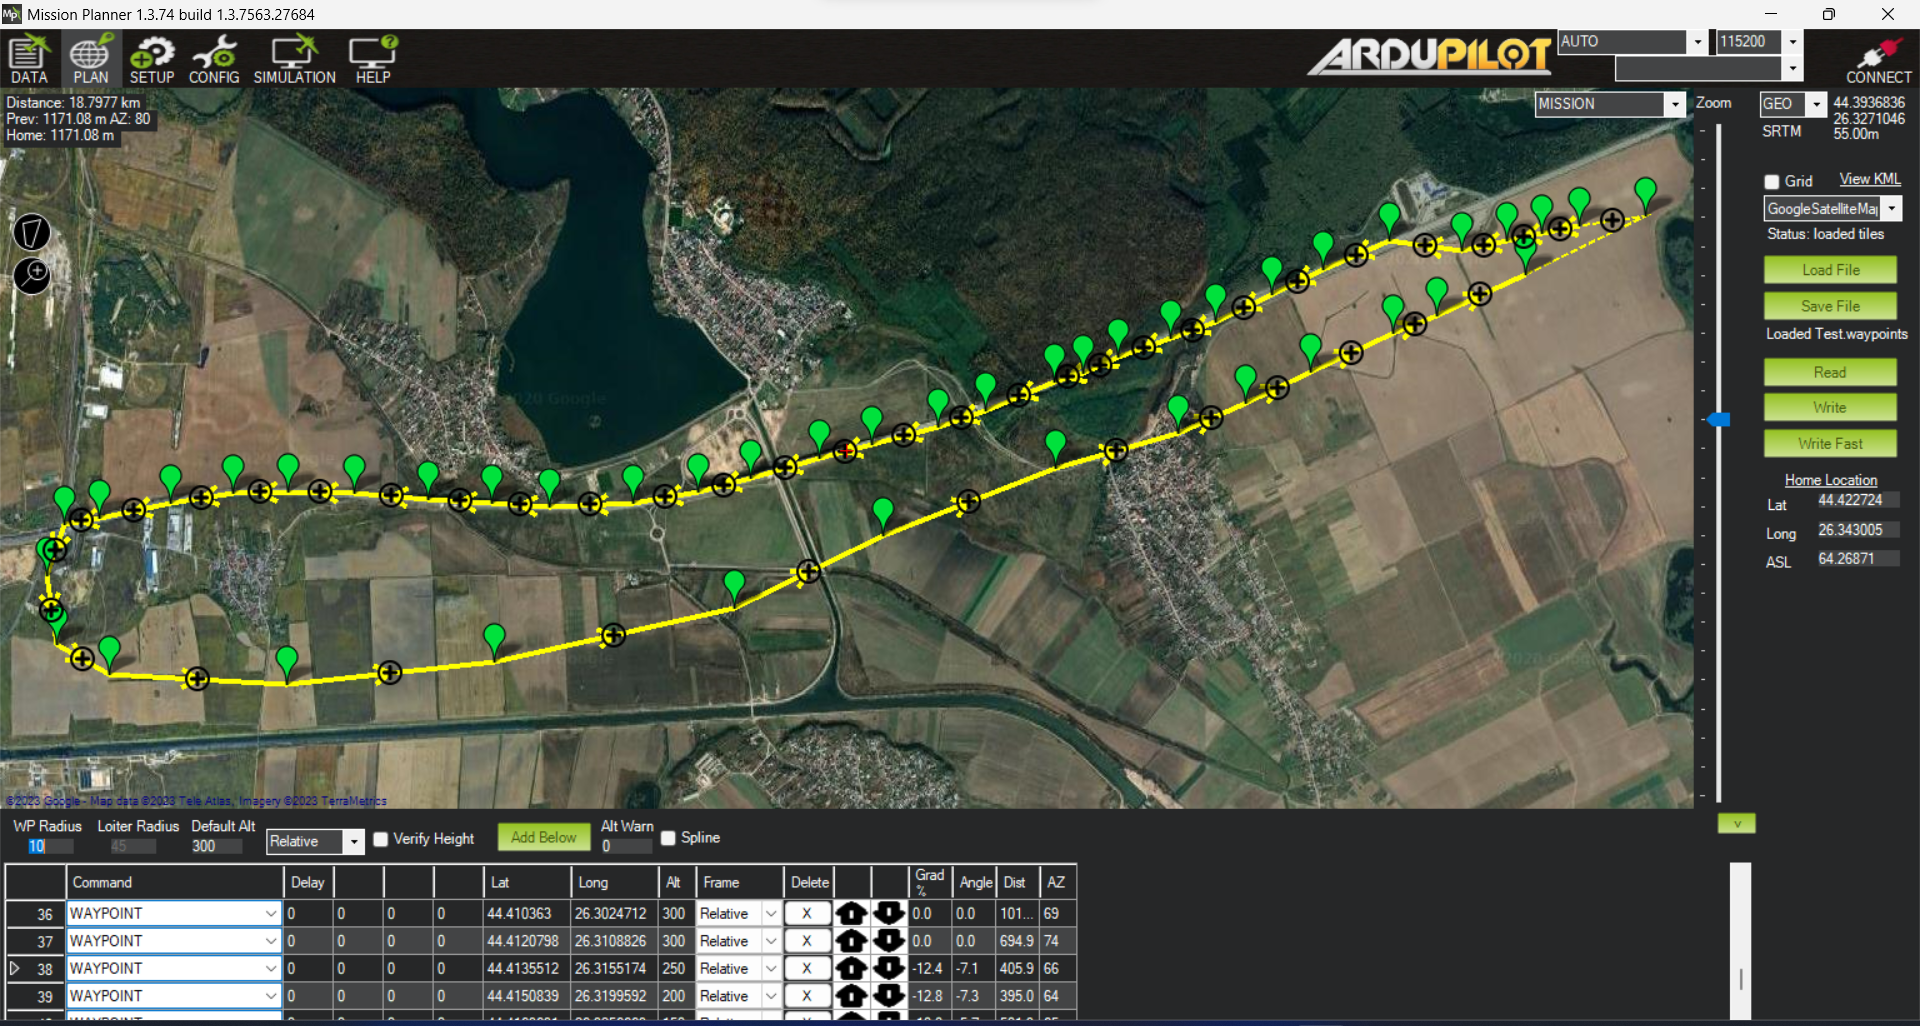 Mission Planner 1.3.74 build 1.3.7563.27684
DATA
PLAN
SETUP
CONFIG
SIMULATION
HELP
ARDUPILOT
AUTO
115200
CONNECT
Distance: 18.7977 km
Prev: 1171.08 m AZ: 80
Home: 1171.08 m
MISSION
Zoom
GEO
44.3936836
26.3271046
SRTM
55.00m
Grid
View KML
GoogleSatelliteMa
Status: loaded tiles
Load File
Save File
Loaded Test.waypoints
Read
Write
Write Fast
Home Location
Lat 44.422724
Long 26.343005
ASL 64.26871
©2023 Google - Map data ©2023 Tele Atlas, Imagery ©2023 TerraMetrics
WP Radius Loiter Radius Default Alt
10 45 300 Relative Verify Height Add Below Alt Warn 0 Spline
v
Command Delay Lat Long Alt Frame Delete Grad % Angle Dist AZ
36 WAYPOINT 0 0 0 0 44.410363 26.3024712 300 Relative X 0.0 0.0 101... 69
37 WAYPOINT 0 0 0 0 44.4120798 26.3108826 300 Relative X 0.0 0.0 694.9 74
38 WAYPOINT 0 0 0 0 44.4135512 26.3155174 250 Relative X -12.4 -7.1 405.9 66
39 WAYPOINT 0 0 0 0 44.4150839 26.3199592 200 Relative X -12.8 -7.3 395.0 64